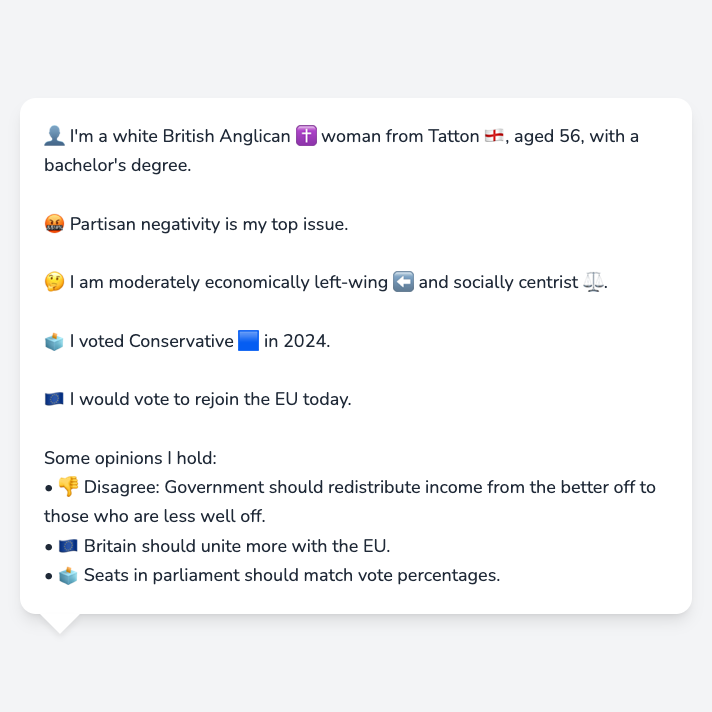 👤 I'm a white British Anglican ✝️ woman from Tatton 🏴󠁧󠁢󠁥󠁮󠁧󠁿, aged 56, with a
bachelor's degree.
🤬 Partisan negativity is my top issue.
🤔 I am moderately economically left-wing ⬅️ and socially centrist ⚖️.
🗳️ I voted Conservative 🟦 in 2024.
🇪🇺 I would vote to rejoin the EU today.
Some opinions I hold:
• 👎 Disagree: Government should redistribute income from the better off to
those who are less well off.
• 🇪🇺 Britain should unite more with the EU.
• 🗳️ Seats in parliament should match vote percentages.